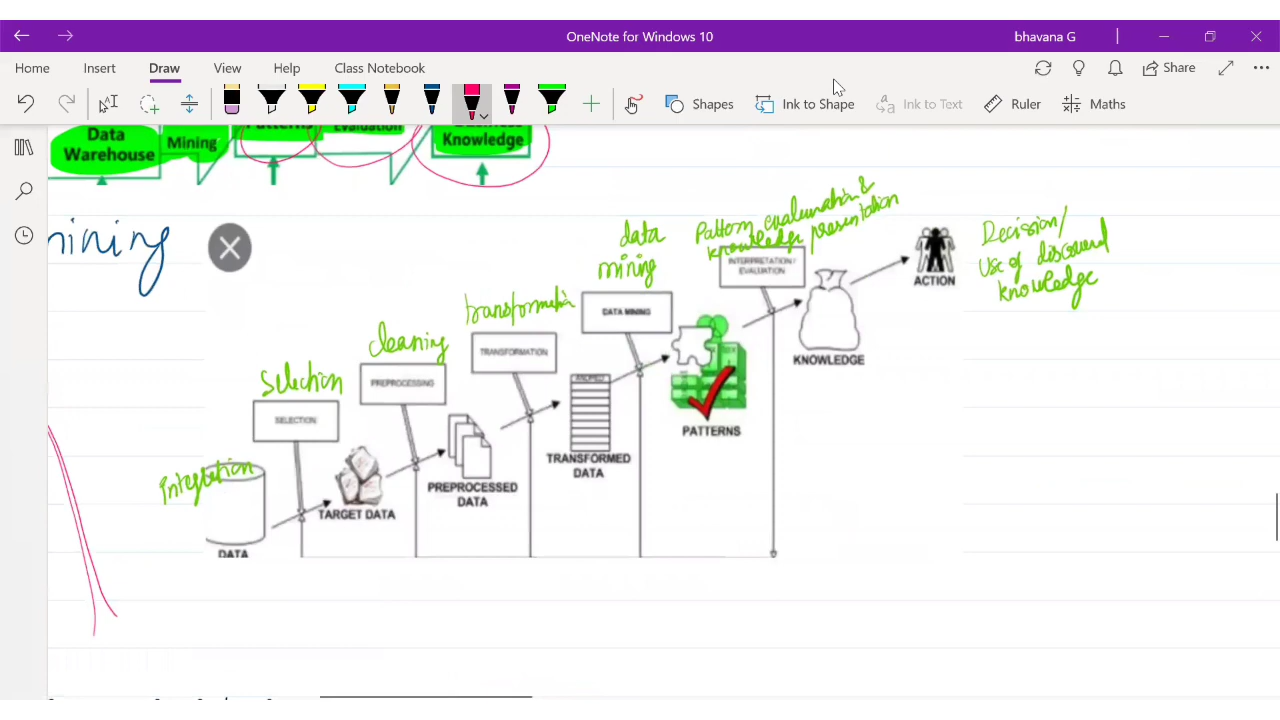 OneNote for Windows 10
bhavana G
Home Insert Draw View Help Class Notebook
Share
Shapes Ink to Shape Ink to Text Ruler Maths
Data
Warehouse
Mining
Patterns
Evaluation
Business
Knowledge
mining
Integration
DATA
selection
SELECTION
TARGET DATA
cleaning
PREPROCESSING
PREPROCESSED
DATA
transformation
TRANSFORMATION
TRANSFORMED
DATA
data
mining
DATA MINING
PATTERNS
Pattern evaluation &
knowledge presentation
INTERPRETATION /
EVALUATION
KNOWLEDGE
ACTION
Decision/
Use of discovered
knowledge